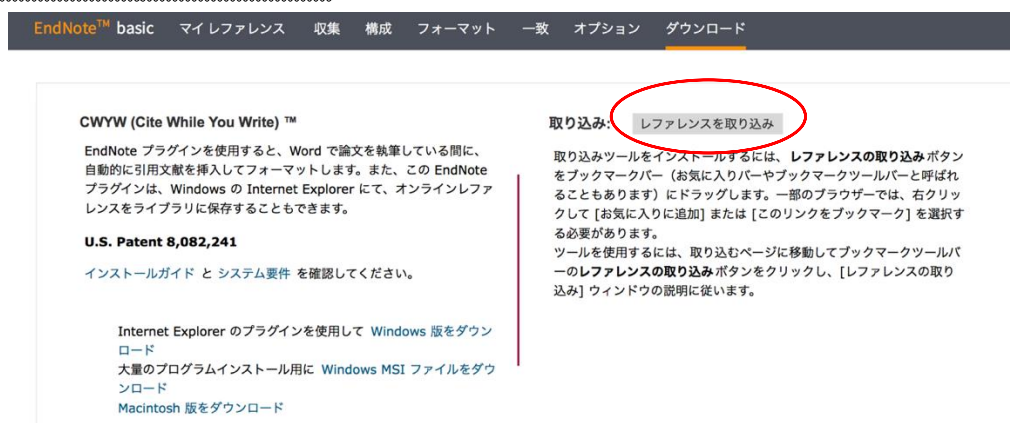 EndNote™ basic マイ レファレンス 収集 構成 フォーマット 一致 オプション ダウンロード
CWYW (Cite While You Write) ™
EndNote プラグインを使用すると、Word で論文を執筆している間に、
自動的に引用文献を挿入してフォーマットします。また、この EndNote
プラグインは、Windows の Internet Explorer にて、オンラインレファ
レンスをライブラリに保存することもできます。
U.S. Patent 8,082,241
インストールガイド と システム要件 を確認してください。
Internet Explorer のプラグインを使用して Windows 版をダウン
ロード
大量のプログラムインストール用に Windows MSI ファイルをダウ
ンロード
Macintosh 版をダウンロード
取り込み: レファレンスを取り込み
取り込みツールをインストールするには、レファレンスの取り込み ボタン
をブックマークバー（お気に入りバーやブックマークツールバーと呼ばれ
ることもあります）にドラッグします。一部のブラウザーでは、右クリッ
クして [お気に入りに追加] または [このリンクをブックマーク] を選択す
る必要があります。
ツールを使用するには、取り込むページに移動してブックマークツールバ
ーのレファレンスの取り込み ボタンをクリックし、[レファレンスの取り
込み] ウィンドウの説明に従います。